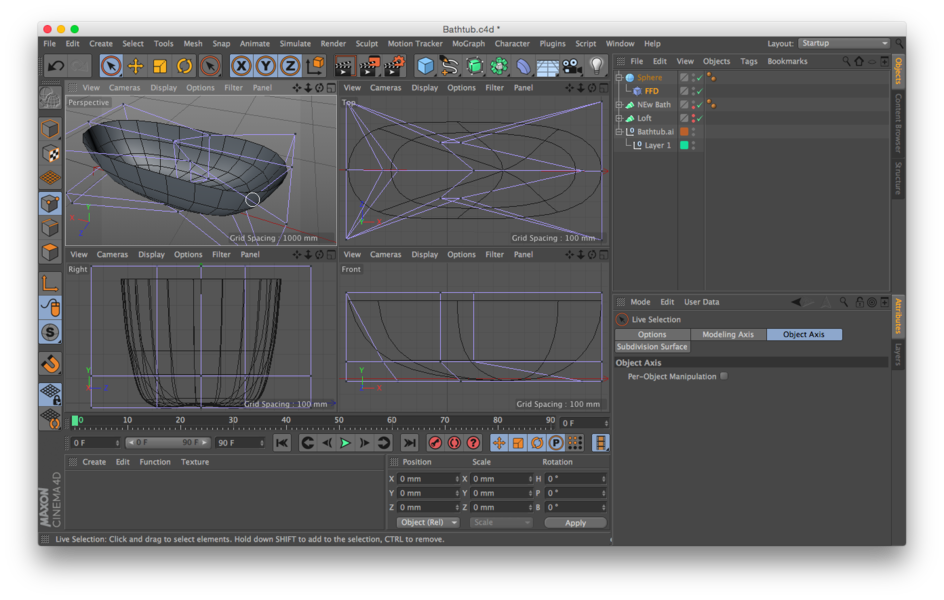 Bathtub.c4d *
File Edit Create Select Tools Mesh Snap Animate Simulate Render Sculpt Motion Tracker MoGraph Character Plugins Script Window Help Layout: Startup
File Edit View Objects Tags Bookmarks
View Cameras Display Options Filter Panel
View Cameras Display Options Filter Panel
Perspective
Top
Sphere
FFD
NEw Bath
Loft
Bathtub.ai
Layer 1
Objects
Content Browser
Structure
X Y Z
Y
X
Z
Grid Spacing : 1000 mm
Grid Spacing : 100 mm
View Cameras Display Options Filter Panel
View Cameras Display Options Filter Panel
Right
Front
Grid Spacing : 100 mm
Grid Spacing : 100 mm
Mode Edit User Data
Live Selection
Options Modeling Axis Object Axis
Subdivision Surface
Object Axis
Per-Object Manipulation
Attributes
Layers
0 10 20 30 40 50 60 70 80 90 0 F
0 F 0 F 90 F 90 F
Create Edit Function Texture
Position Scale Rotation
X 0 mm X 0 mm H 0 °
Y 0 mm Y 0 mm P 0 °
Z 0 mm Z 0 mm B 0 °
Object (Rel) Scale Apply
MAXON
CINEMA4D
Live Selection: Click and drag to select elements. Hold down SHIFT to add to the selection, CTRL to remove.